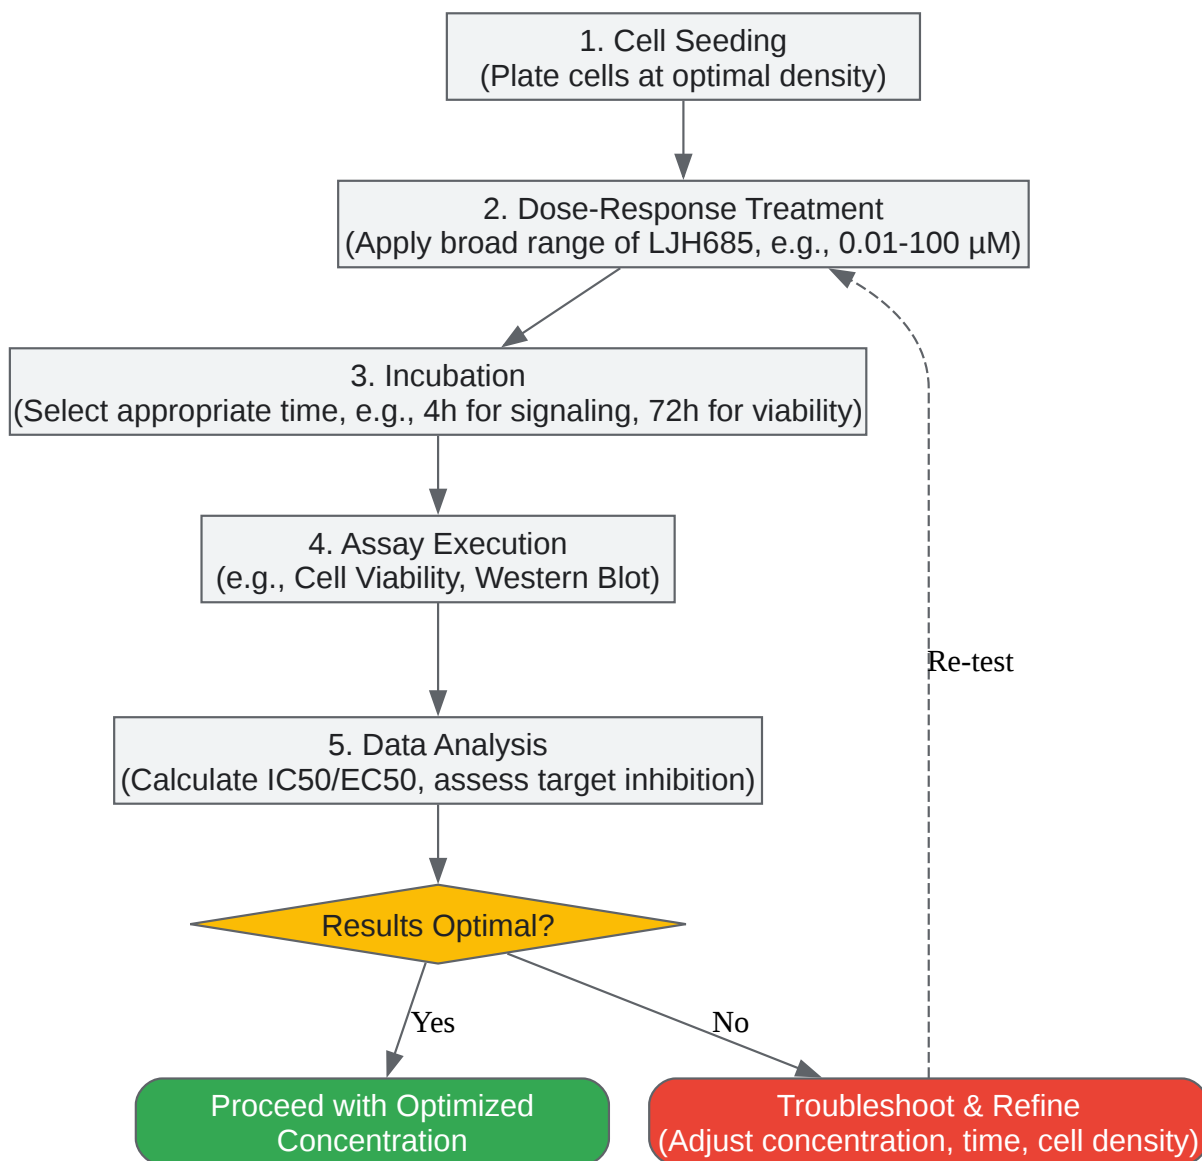 1. Cell Seeding
(Plate cells at optimal density)
2. Dose-Response Treatment
(Apply broad range of LJH685, e.g., 0.01-100 µM)
3. Incubation
(Select appropriate time, e.g., 4h for signaling, 72h for viability)
4. Assay Execution
(e.g., Cell Viability, Western Blot)
Re-test
5. Data Analysis
(Calculate IC50/EC50, assess target inhibition)
Results Optimal?
Yes
No
Proceed with Optimized
Concentration
Troubleshoot & Refine
(Adjust concentration, time, cell density)